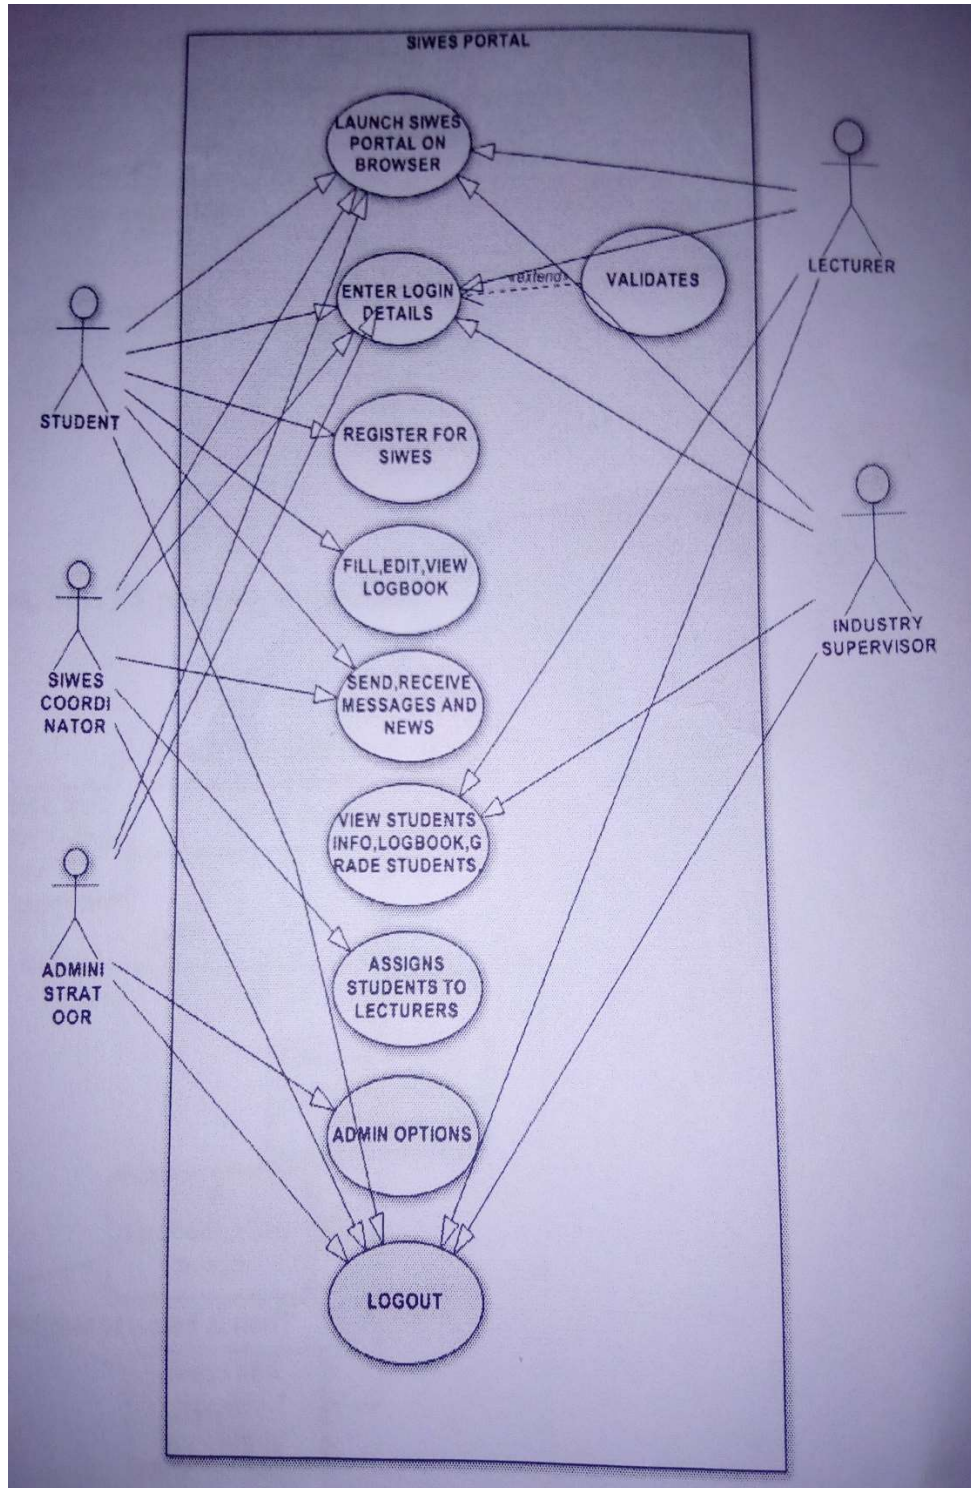 SIWES PORTAL
LAUNCH SIWES
PORTAL ON
BROWSER
LECTURER
«extend»
VALIDATES
ENTER LOGIN
DETAILS
STUDENT
REGISTER FOR
SIWES
FILL,EDIT,VIEW
LOGBOOK
INDUSTRY
SUPERVISOR
SIWES
COORDI
NATOR
SEND,RECEIVE
MESSAGES AND
NEWS
VIEW STUDENTS
INFO,LOGBOOK,G
RADE STUDENTS,
ADMINI
STRAT
OOR
ASSIGNS
STUDENTS TO
LECTURERS
ADMIN OPTIONS
LOGOUT